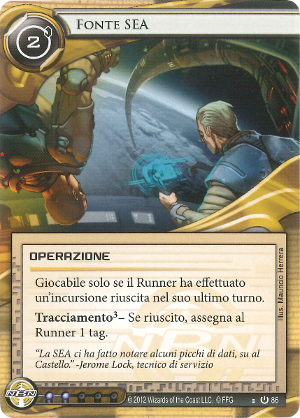 Fonte SEA
2
OPERAZIONE
Giocabile solo se il Runner ha effettuato
un'incursione riuscita nel suo ultimo turno.
Tracciamento³– Se riuscito, assegna al
Runner 1 tag.
"La SEA ci ha fatto notare alcuni picchi di dati, su al
Castello." -Jerome Lock, tecnico di servizio
Illus. Mauricio Herrera
NBN
© 2012 Wizards of the Coast LLC. © FFG
86